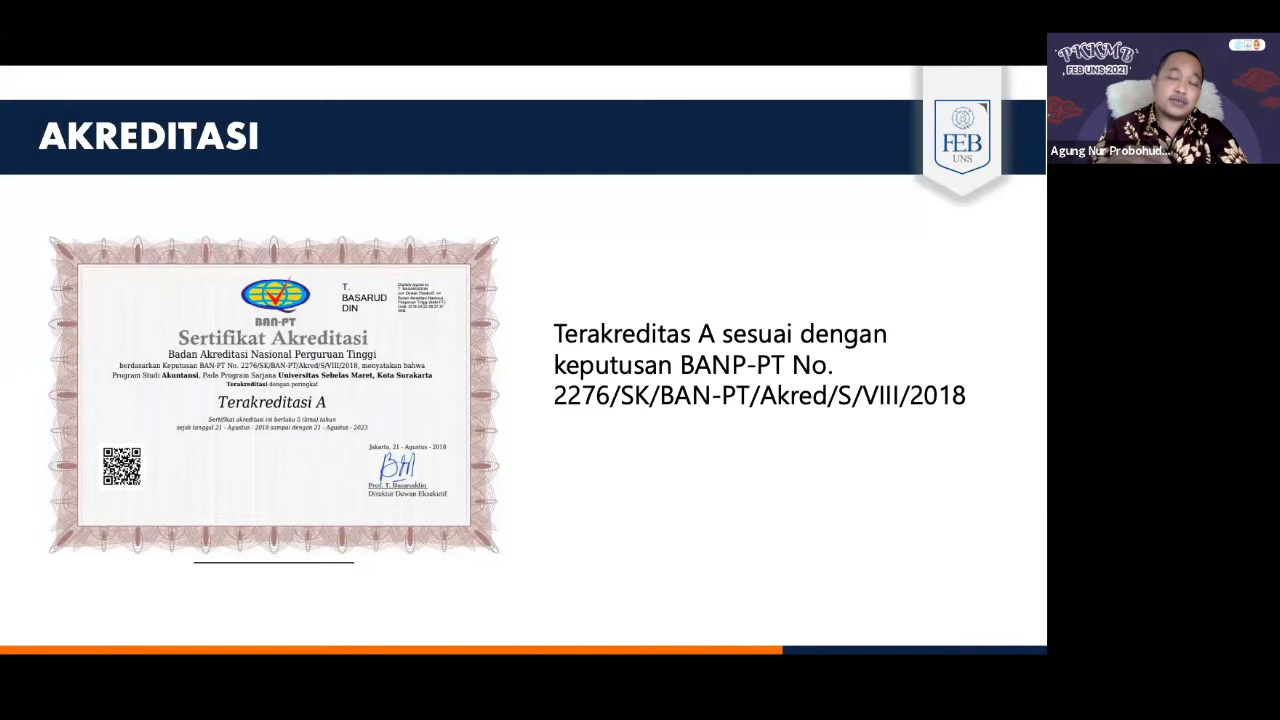 AKREDITASI
FEB
UNS
PKKMB
FEB UNS 2021
Agung Nur Probohud...
BAN-PT
T.
BASARUD
DIN
Sertifikat Akreditasi
Badan Akreditasi Nasional Perguruan Tinggi
berdasarkan Keputusan BAN-PT No. 2276/SK/BAN-PT/Akred/S/VIII/2018, menyatakan bahwa
Program Studi Akuntansi, Pada Program Sarjana Universitas Sebelas Maret, Kota Surakarta
Terakreditasi dengan peringkat
Terakreditasi A
Sertifikat akreditasi ini berlaku 5 (lima) tahun
sejak tanggal 21 - Agustus - 2018 sampai dengan 21 - Agustus - 2023
Jakarta, 21 - Agustus - 2018
Prof. T. Basaruddin
Direktur Dewan Eksekutif
Terakreditas A sesuai dengan
keputusan BANP-PT No.
2276/SK/BAN-PT/Akred/S/VIII/2018